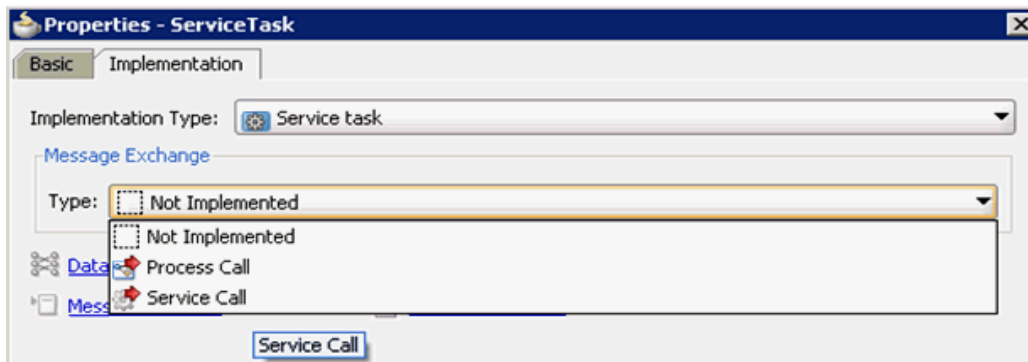 Properties - ServiceTask
Basic Implementation
Implementation Type: Service task
Message Exchange
Type: Not Implemented
Not Implemented
Data
Process Call
Mess
Service Call
Service Call